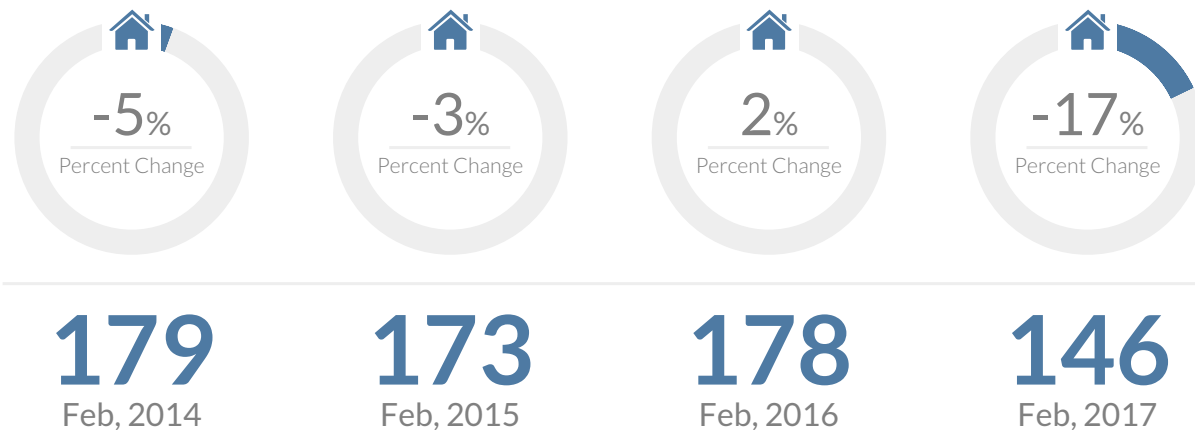 -5%
Percent Change
-3%
Percent Change
2%
Percent Change
-17%
Percent Change
179
Feb, 2014
173
Feb, 2015
178
Feb, 2016
146
Feb, 2017